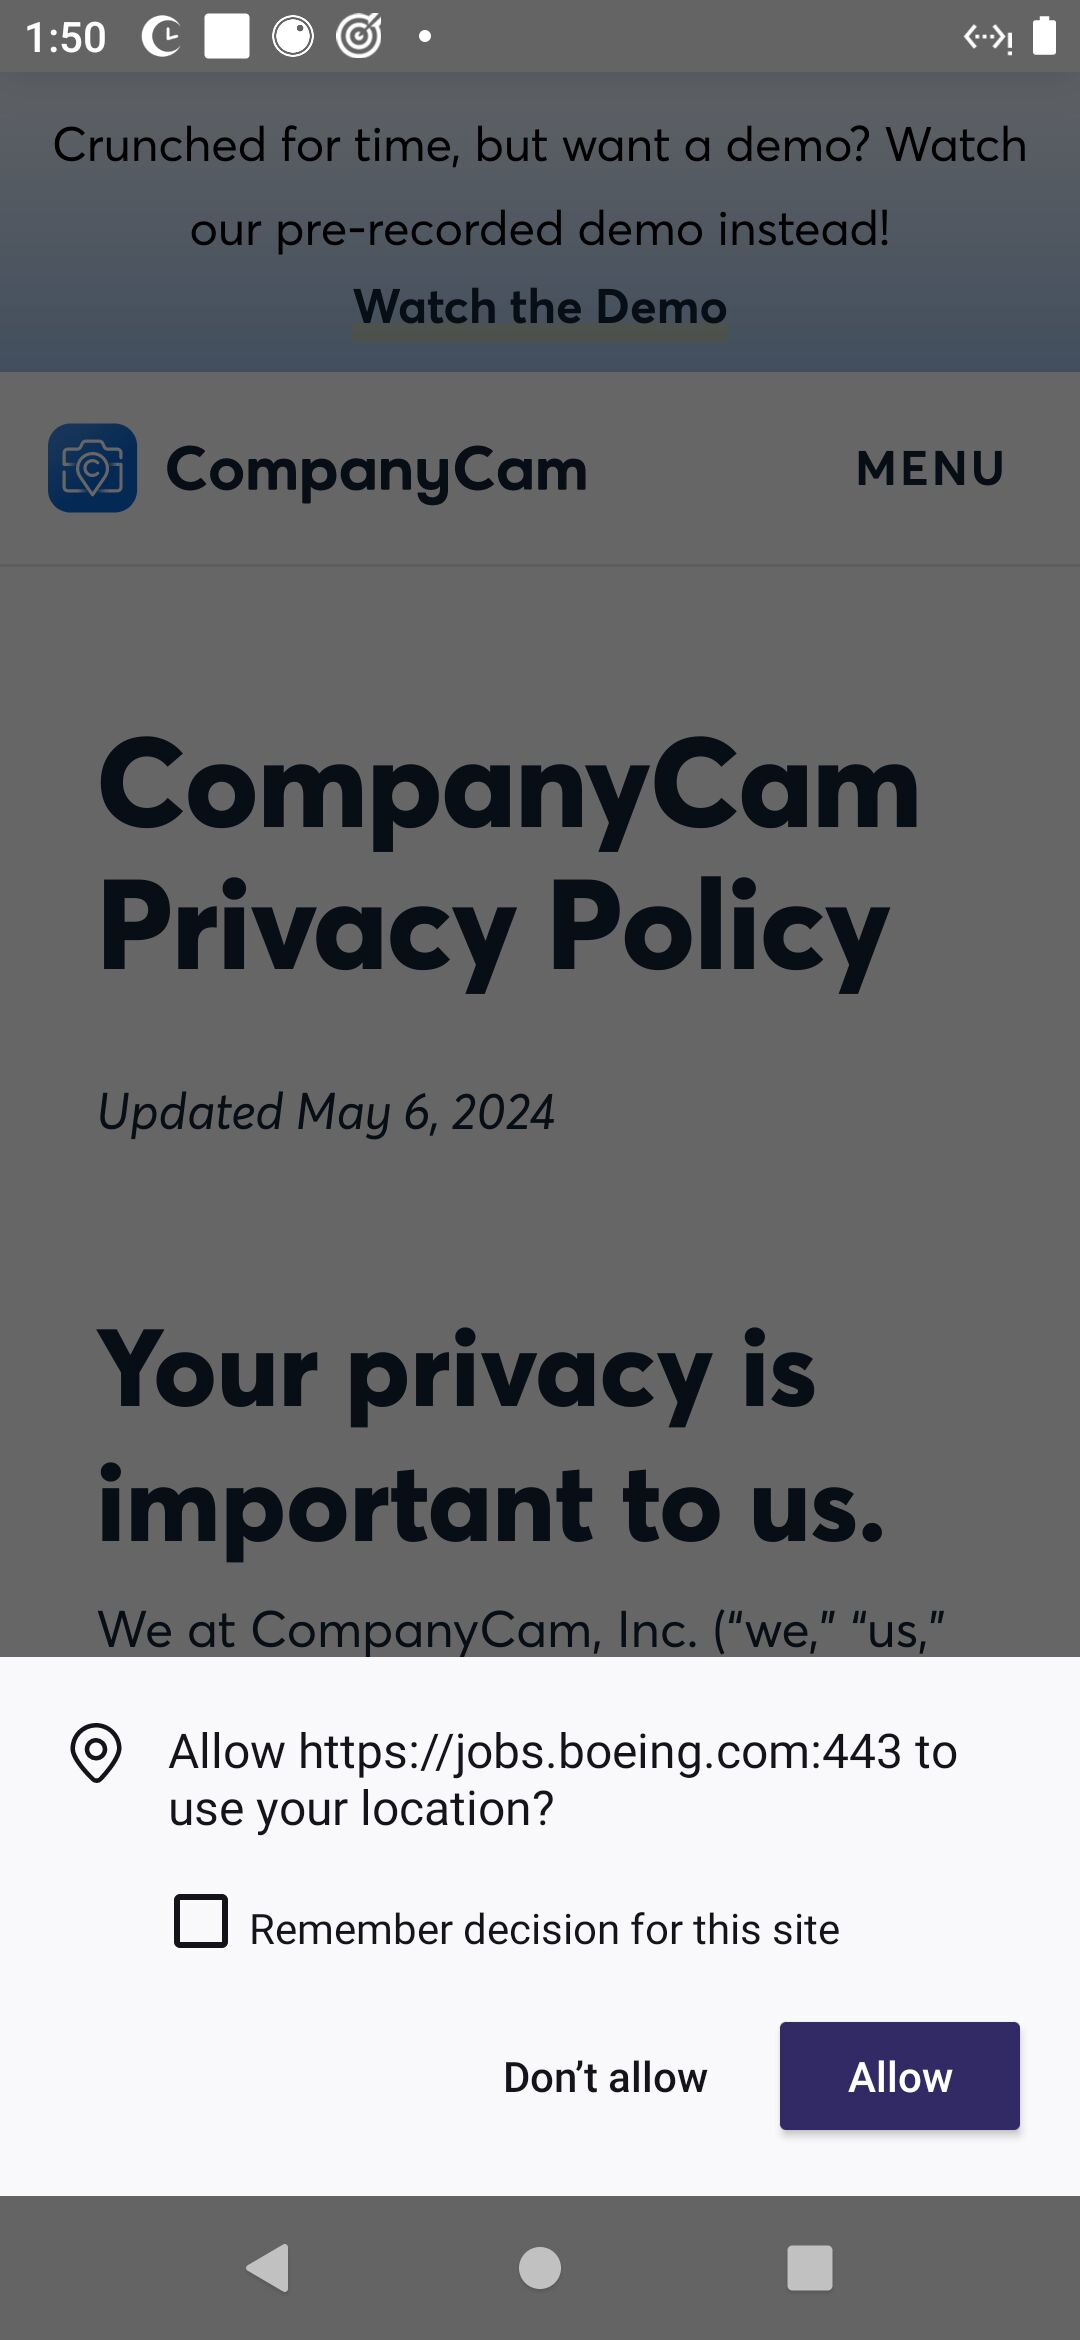 1:50
Crunched for time, but want a demo? Watch
our pre-recorded demo instead!
Watch the Demo
CompanyCam
MENU
CompanyCam
Privacy Policy
Updated May 6, 2024
Your privacy is
important to us.
We at CompanyCam, Inc. (“we,” “us,”
Allow https://jobs.boeing.com:443 to
use your location?
Remember decision for this site
Don’t allow
Allow